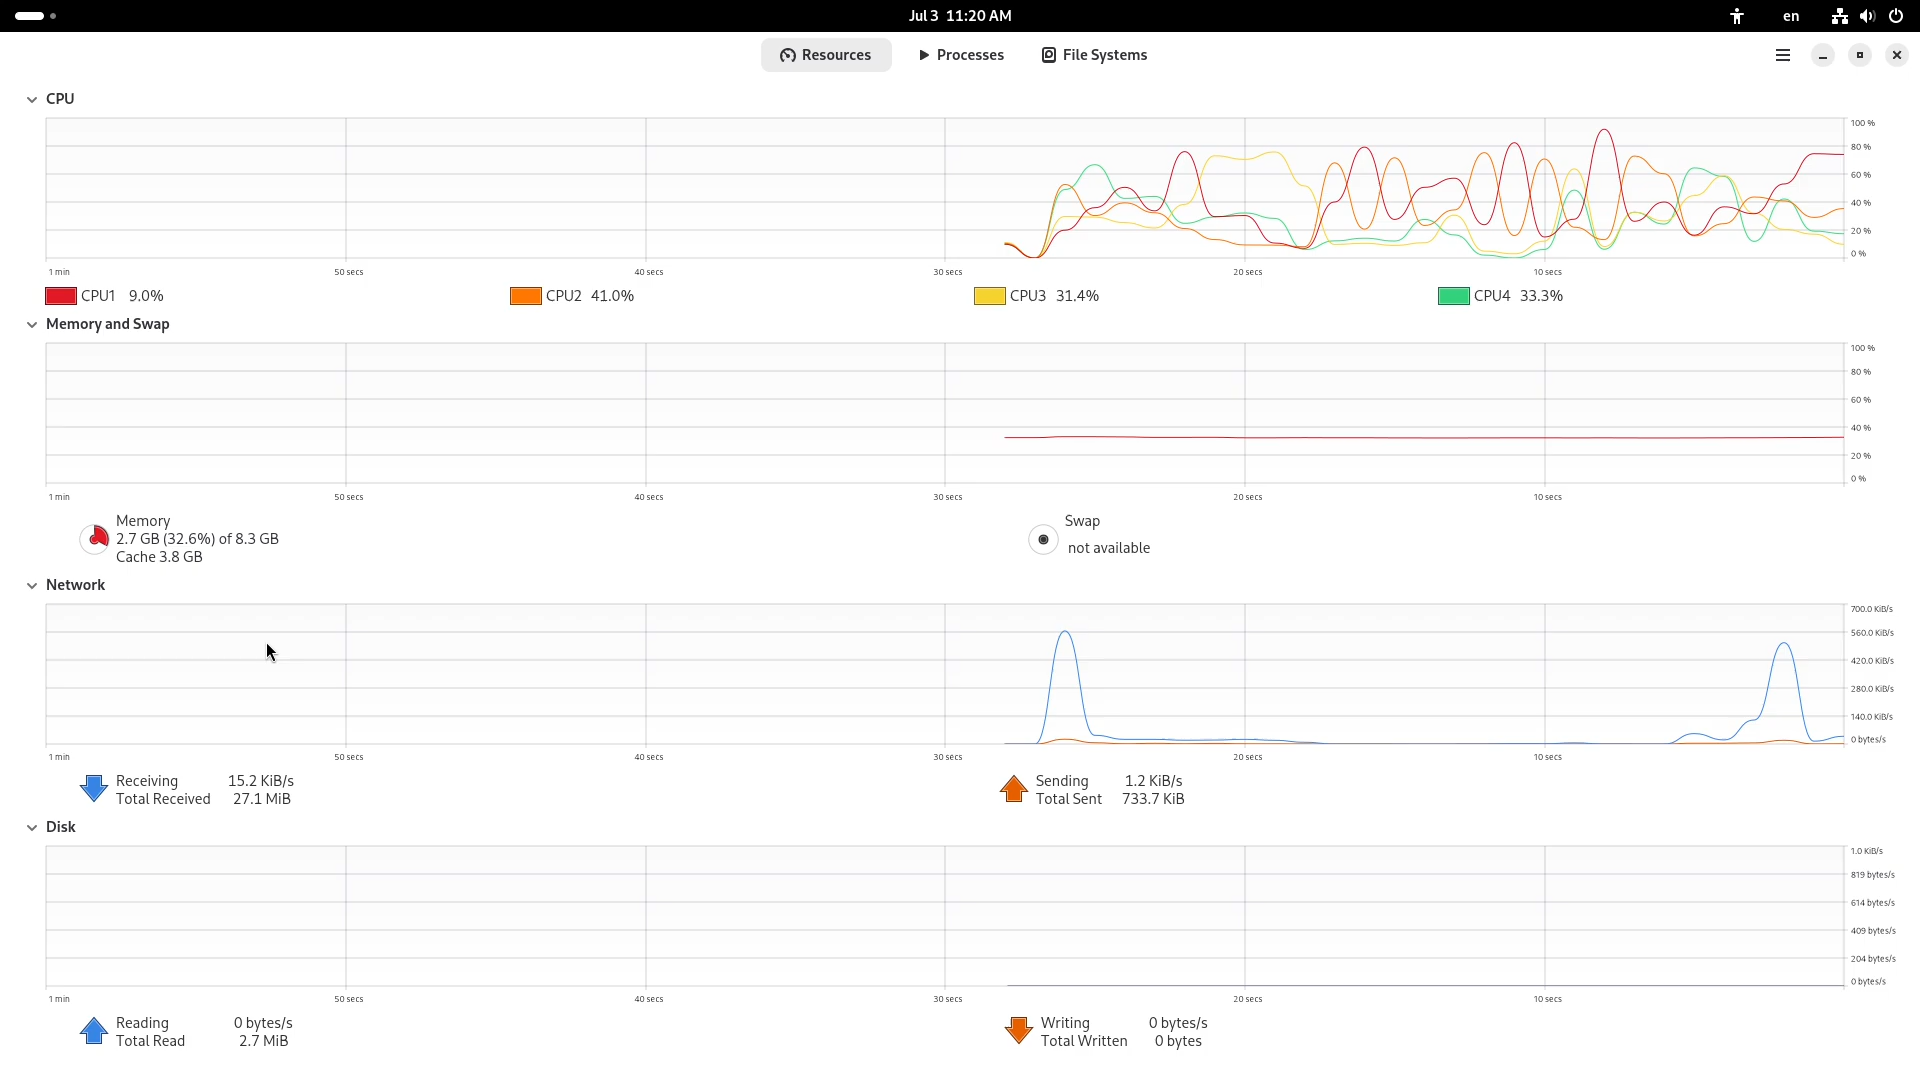 Jul 3 11:20 AM
en
Resources
Processes
File Systems
CPU
100 %
80 %
60 %
40 %
20 %
0 %
1 min
50 secs
40 secs
30 secs
20 secs
10 secs
CPU1 9.0%
CPU2 41.0%
CPU3 31.4%
CPU4 33.3%
Memory and Swap
100 %
80 %
60 %
40 %
20 %
0 %
1 min
50 secs
40 secs
30 secs
20 secs
10 secs
Memory
2.7 GB (32.6%) of 8.3 GB
Cache 3.8 GB
Swap
not available
Network
700.0 KiB/s
560.0 KiB/s
420.0 KiB/s
280.0 KiB/s
140.0 KiB/s
0 bytes/s
1 min
50 secs
40 secs
30 secs
20 secs
10 secs
Receiving 15.2 KiB/s
Total Received 27.1 MiB
Sending 1.2 KiB/s
Total Sent 733.7 KiB
Disk
1.0 KiB/s
819 bytes/s
614 bytes/s
409 bytes/s
204 bytes/s
0 bytes/s
1 min
50 secs
40 secs
30 secs
20 secs
10 secs
Reading 0 bytes/s
Total Read 2.7 MiB
Writing 0 bytes/s
Total Written 0 bytes